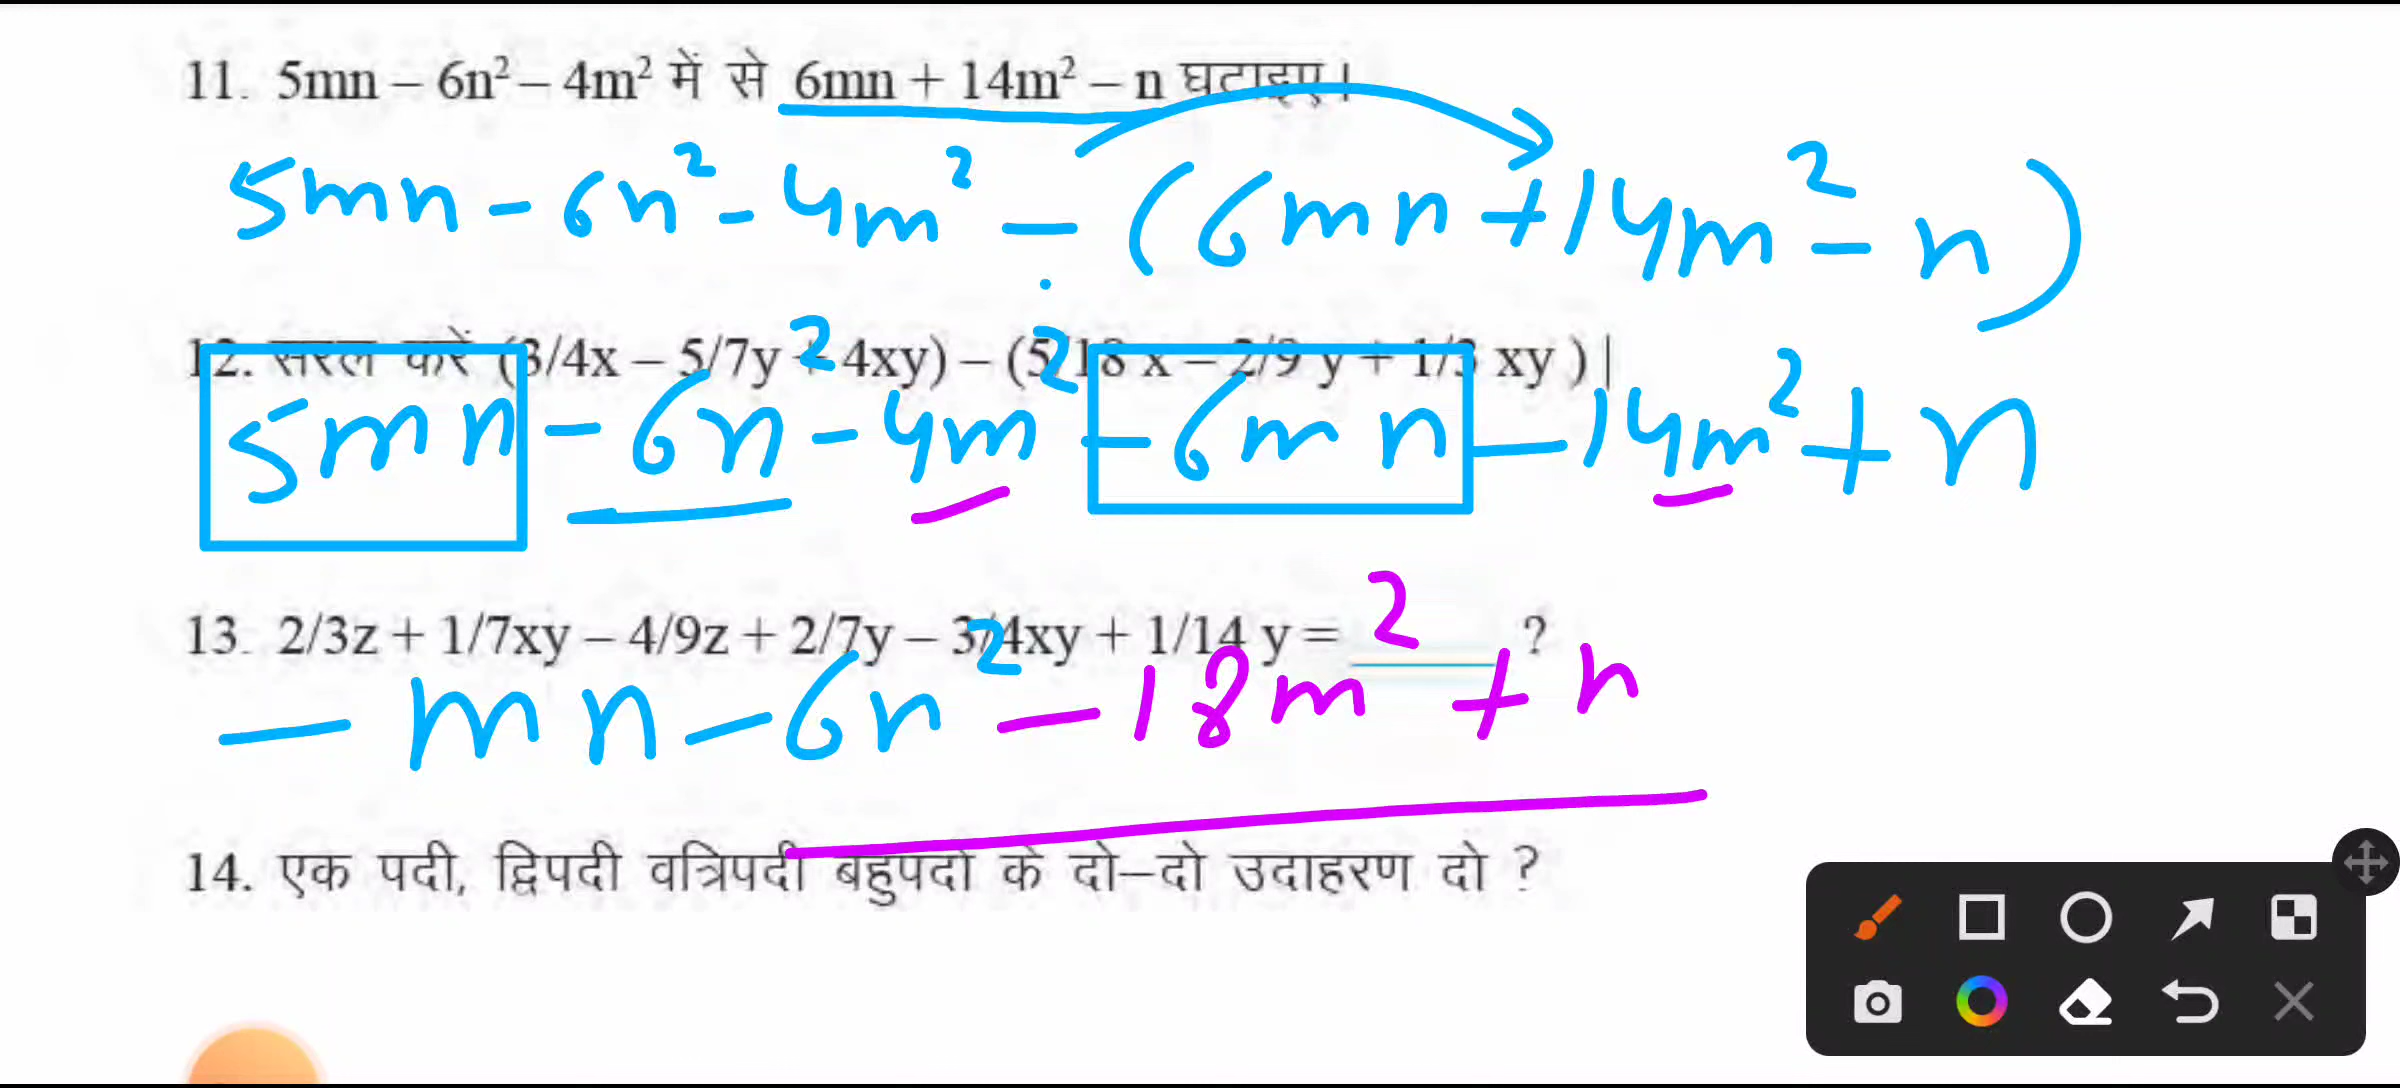 11. 5mn – 6n² – 4m² में से 6mn + 14m² – n घटाइए।
5mn - 6n² - 4m² - (6mn + 14m² - n)
12. सरल करें (3/4x – 5/7y + 4xy) – (5/18 x – 2/9 y + 1/3 xy ) |
5mn - 6n² - 4m² - 6mn - 14m² + n
13. 2/3z + 1/7xy – 4/9z + 2/7y – 3/4xy + 1/14 y = ______ ?
- mn - 6n² - 18m² + n
14. एक पदी, द्विपदी वत्रिपदी बहुपदी के दो–दो उदाहरण दो ?